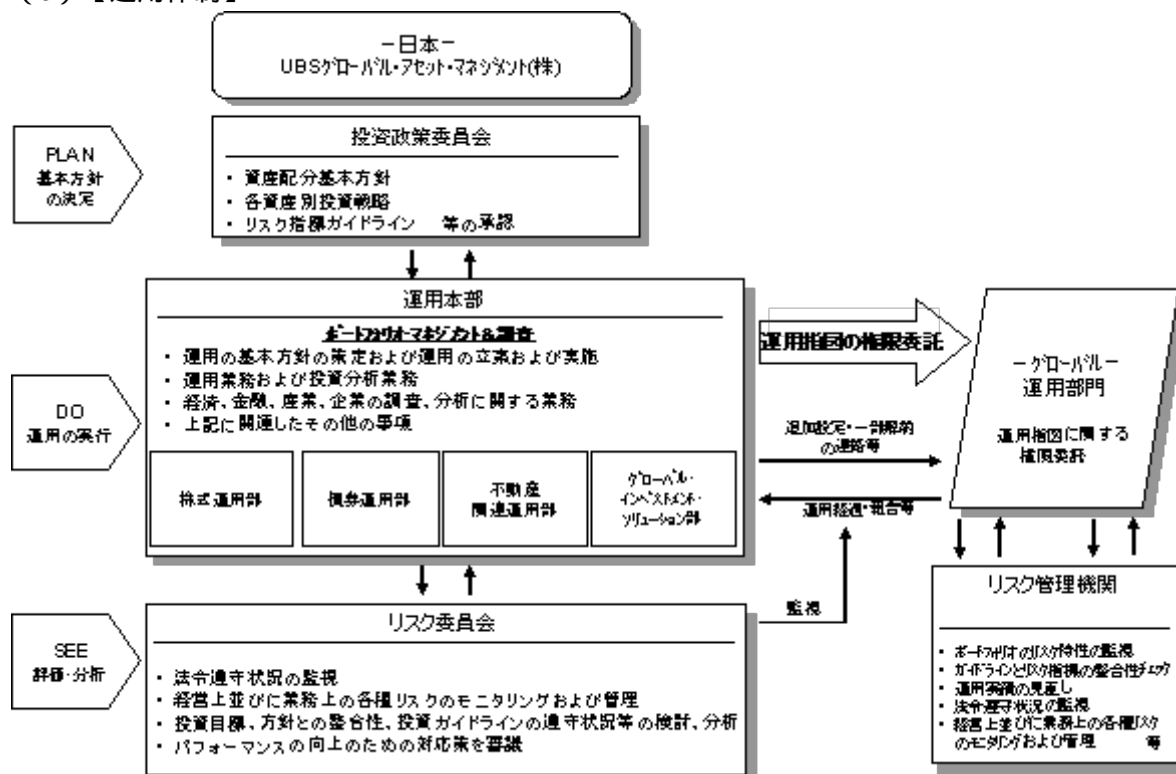 －日本－
UBSグローバル・アセット・マネジメント(株)
PLAN
基本方針
の決定
投資政策委員会
・ 資産配分基本方針
・ 各資産別投資戦略
・ リスク指標ガイドライン 等の承認
DO
運用の実行
運用本部
ポートフォリオ・マネジメント＆調査
・ 運用の基本方針の策定および運用の立案および実施
・ 運用業務および投資分析業務
・ 経済、金融、産業、企業の調査、分析に関する業務
・ 上記に関連したその他の事項
株式運用部
債券運用部
不動産
関連運用部
グローバル・
インベストメント・
ソリューション部
運用指図の権限委託
追加設定・一部解約
の連絡等
運用経過・報告等
－グローバル－
運用部門
運用指図に関する
権限委託
SEE
評価・分析
リスク委員会
・ 法令遵守状況の監視
・ 経営上並びに業務上の各種リスクのモニタリングおよび管理
・ 投資目標、方針との整合性、投資ガイドラインの遵守状況等の検討、分析
・ パフォーマンスの向上のための対応策を審議
監視
リスク管理機関
・ ポートフォリオのリスク特性の監視
・ ガイドラインとリスク指標の整合性チェック
・ 運用実績の見直し
・ 法令遵守状況の監視
・ 経営上並びに業務上の各種リスク
のモニタリングおよび管理 等